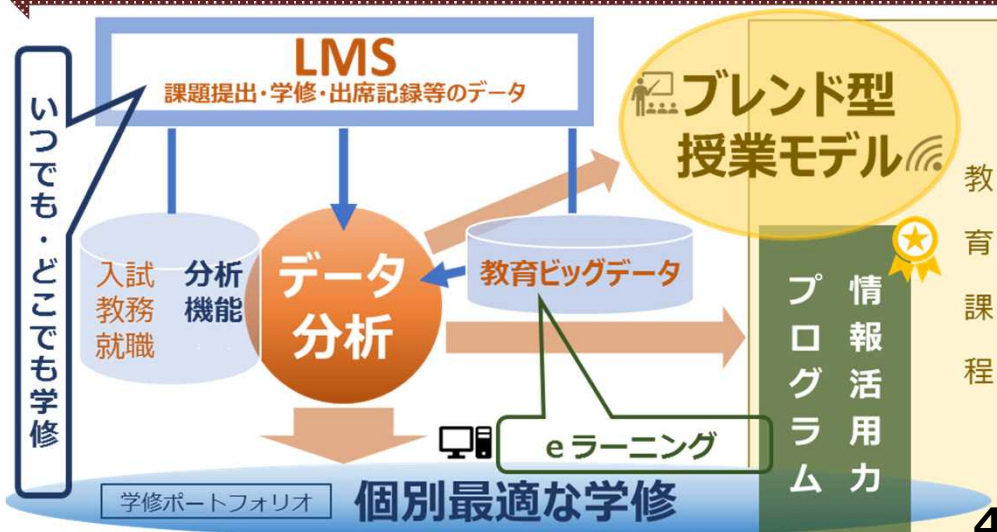 LMS
課題提出・学修・出席記録等のデータ
いつでも・どこでも学修
ブレンド型
授業モデル
教育課程
入試
教務
就職
分析
機能
データ
分析
教育ビッグデータ
情報活用力
プログラム
eラーニング
学修ポートフォリオ
個別最適な学修
4